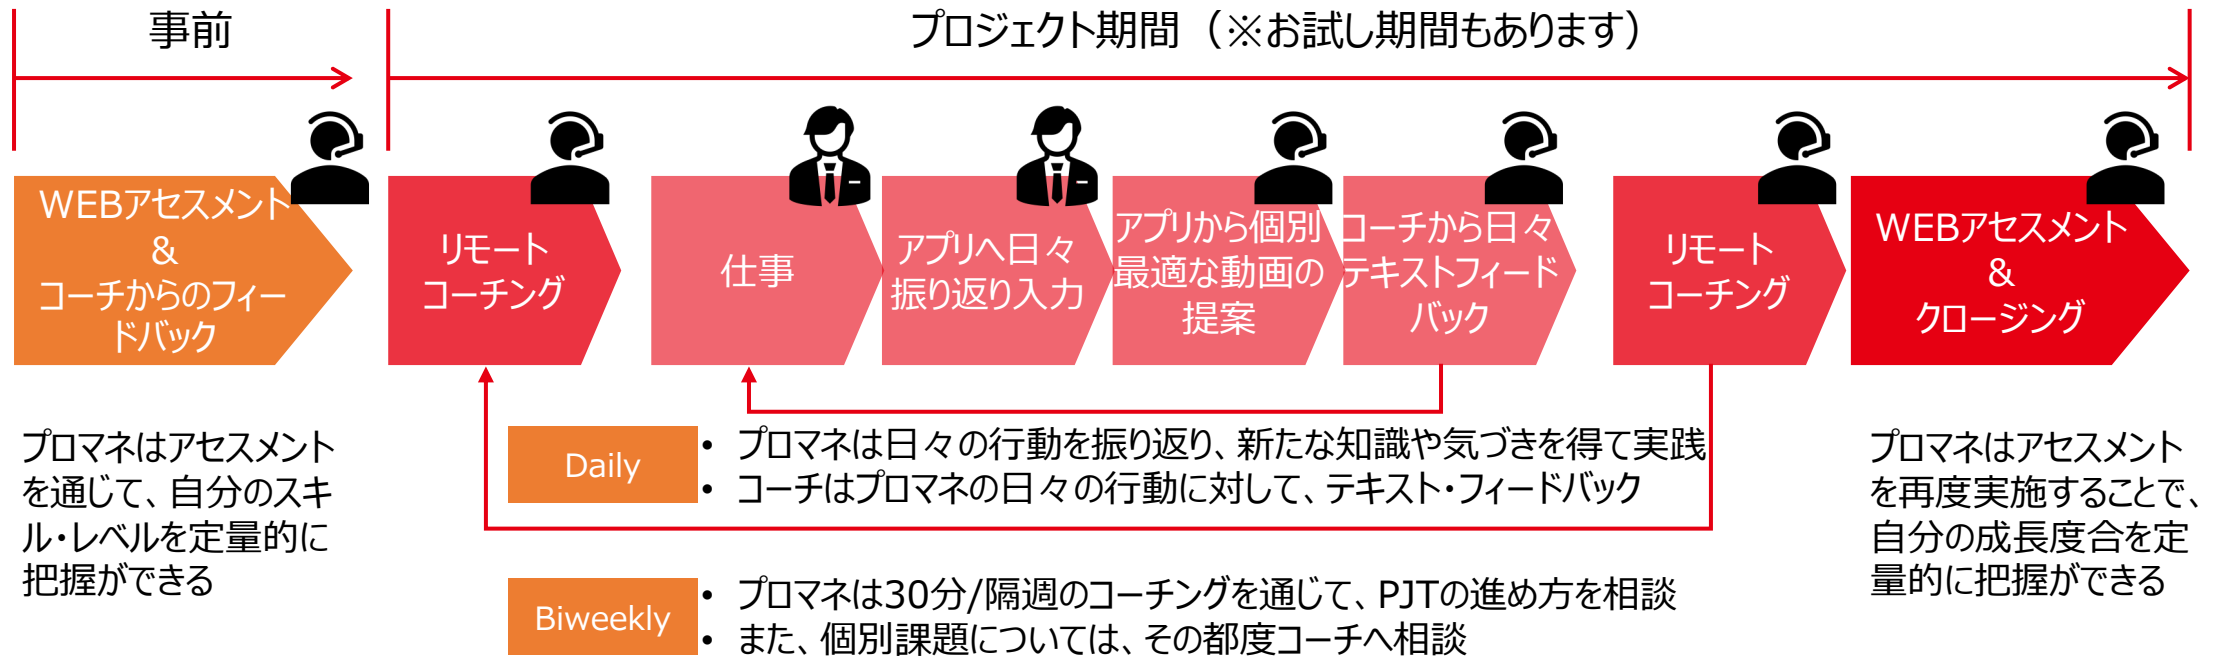 事前
プロジェクト期間（※お試し期間もあります）
WEBアセスメント
&
コーチからのフィー
ドバック
リモート
コーチング
仕事
アプリへ日々
振り返り入力
アプリから個別
最適な動画の
提案
コーチから日々
テキストフィード
バック
リモート
コーチング
WEBアセスメント
&
クロージング
プロマネはアセスメント
を通じて、自分のスキ
ル・レベルを定量的に
把握ができる
Daily
• プロマネは日々の行動を振り返り、新たな知識や気づきを得て実践
• コーチはプロマネの日々の行動に対して、テキスト・フィードバック
Biweekly
• プロマネは30分/隔週のコーチングを通じて、PJTの進め方を相談
• また、個別課題については、その都度コーチへ相談
プロマネはアセスメント
を再度実施することで、
自分の成長度合を定
量的に把握ができる